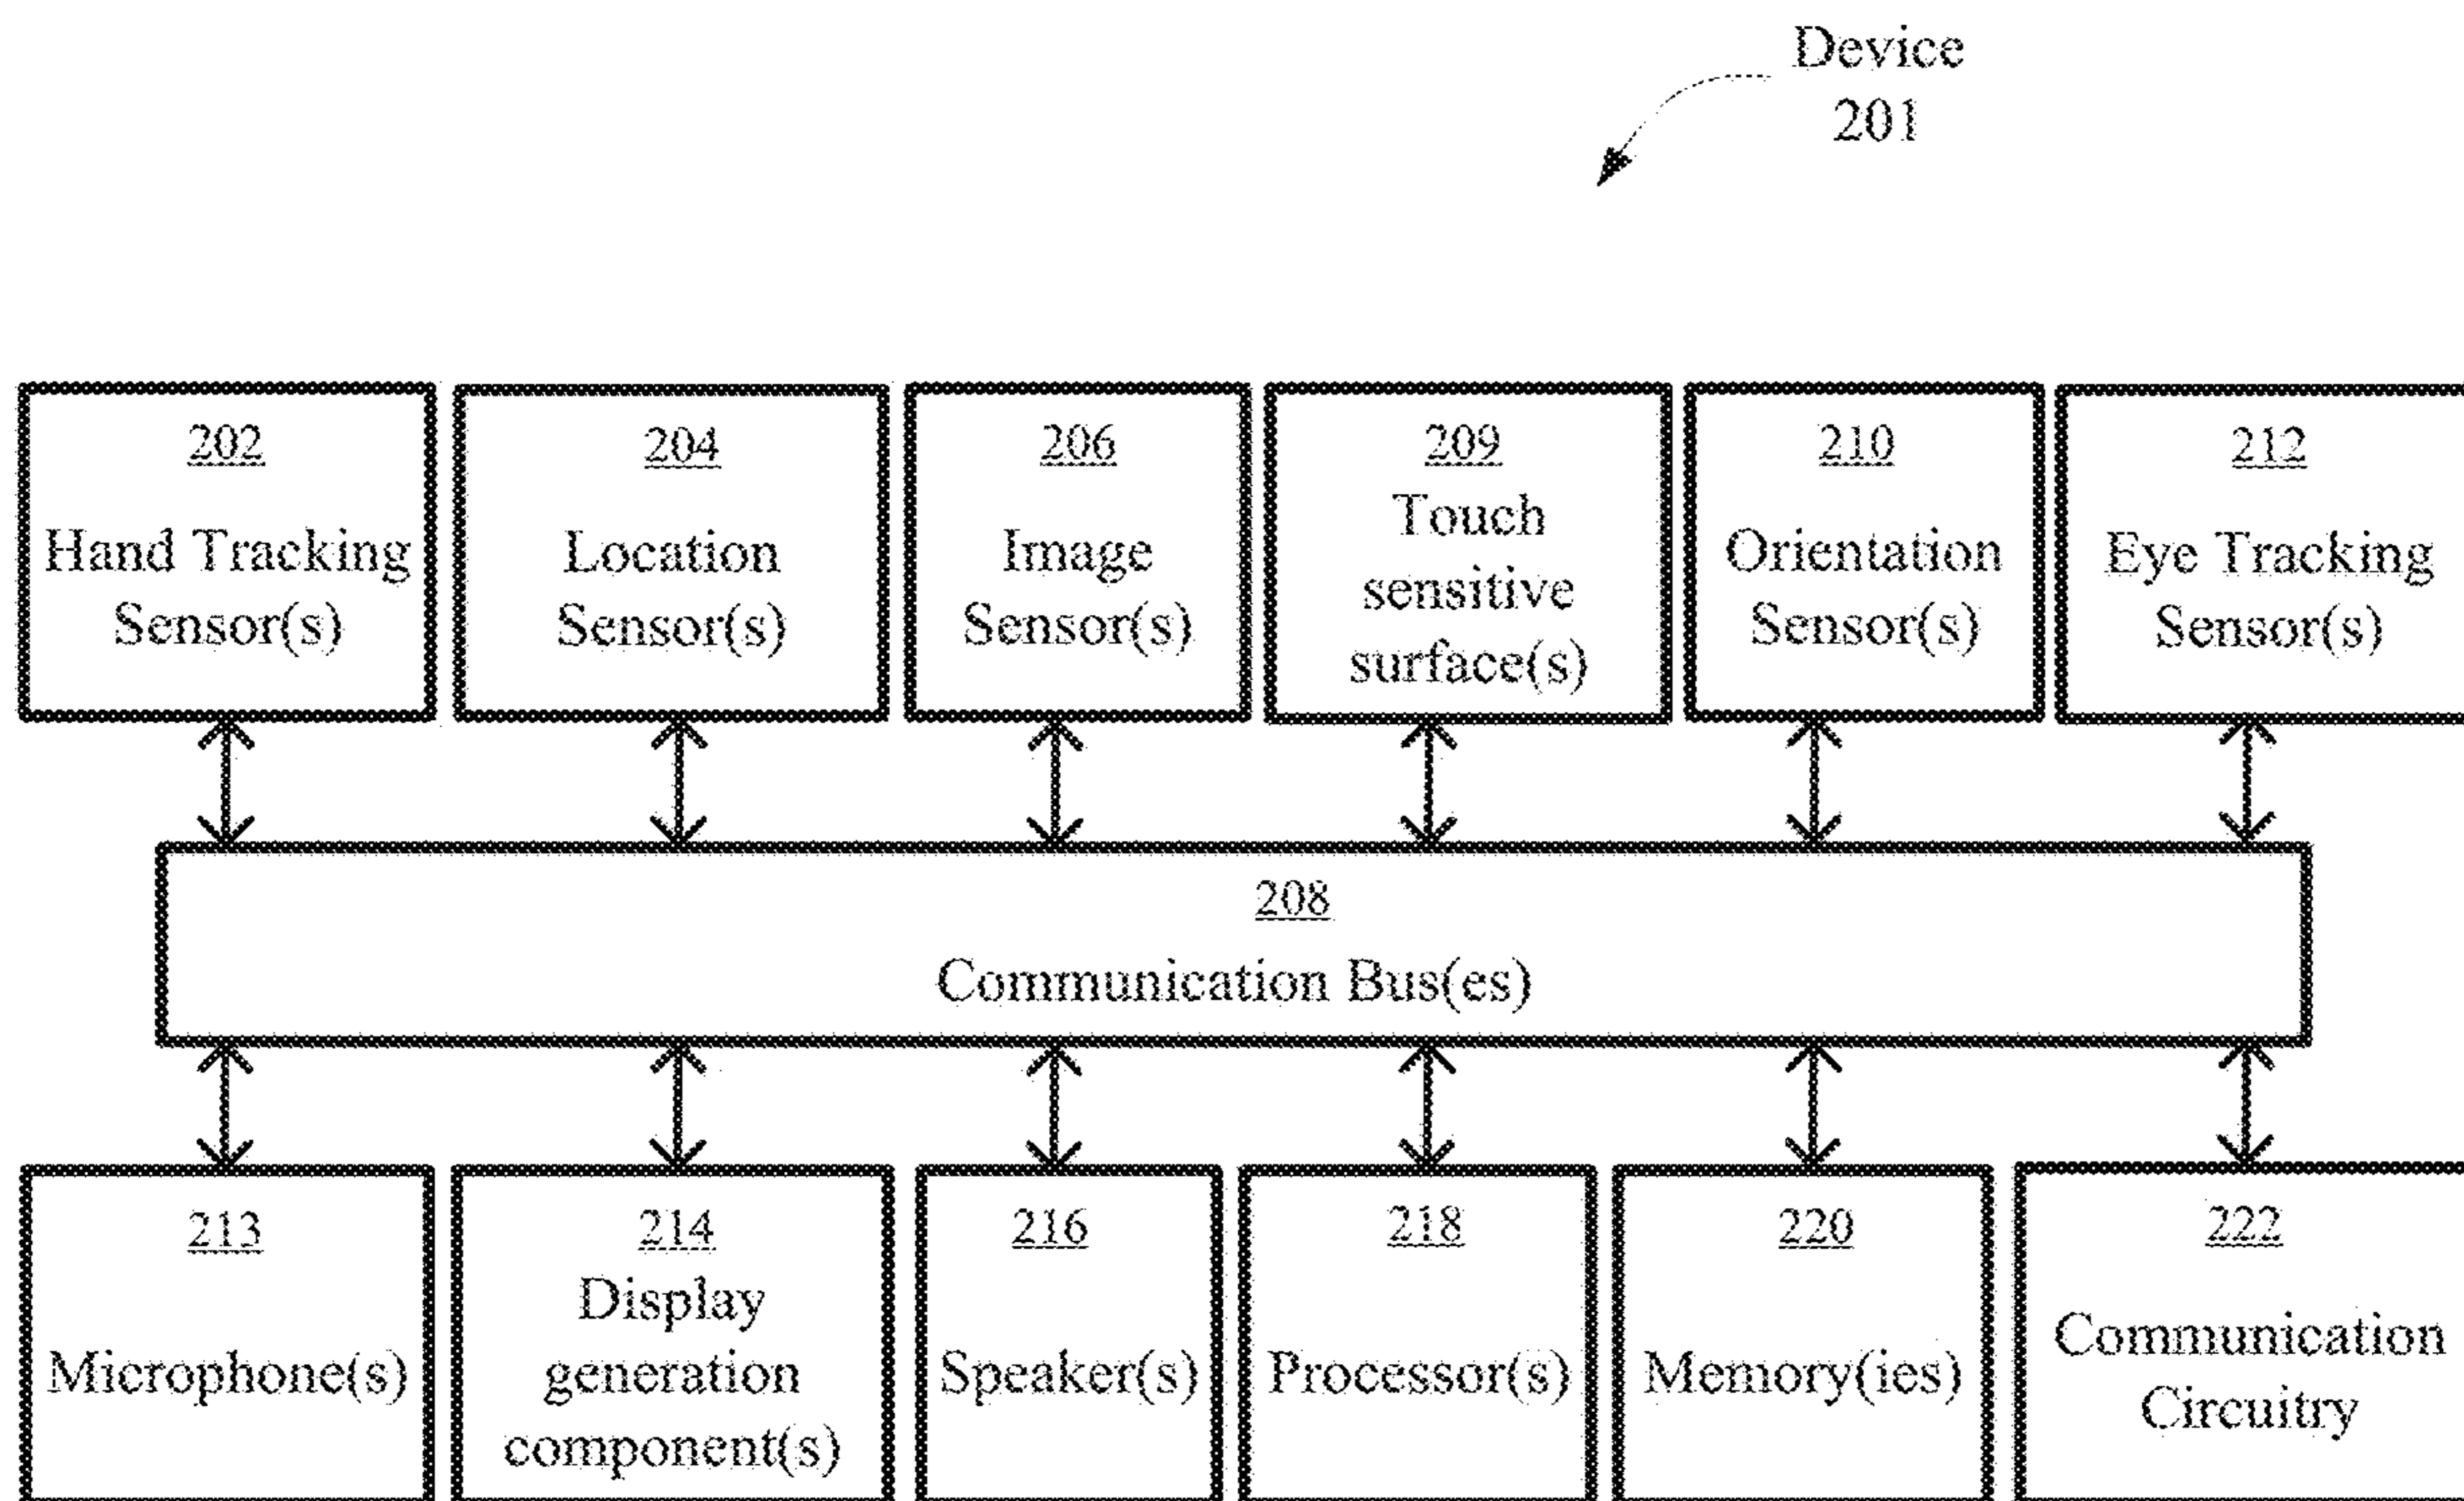 Device
201
202
Hand Tracking
Sensor(s)
204
Location
Sensor(s)
206
Image
Sensor(s)
209
Touch
sensitive
surface(s)
210
Orientation
Sensor(s)
212
Eye Tracking
Sensor(s)
208
Communication Bus(es)
213
Microphone(s)
214
Display
generation
component(s)
216
Speaker(s)
218
Processor(s)
220
Memory(ies)
222
Communication
Circuitry